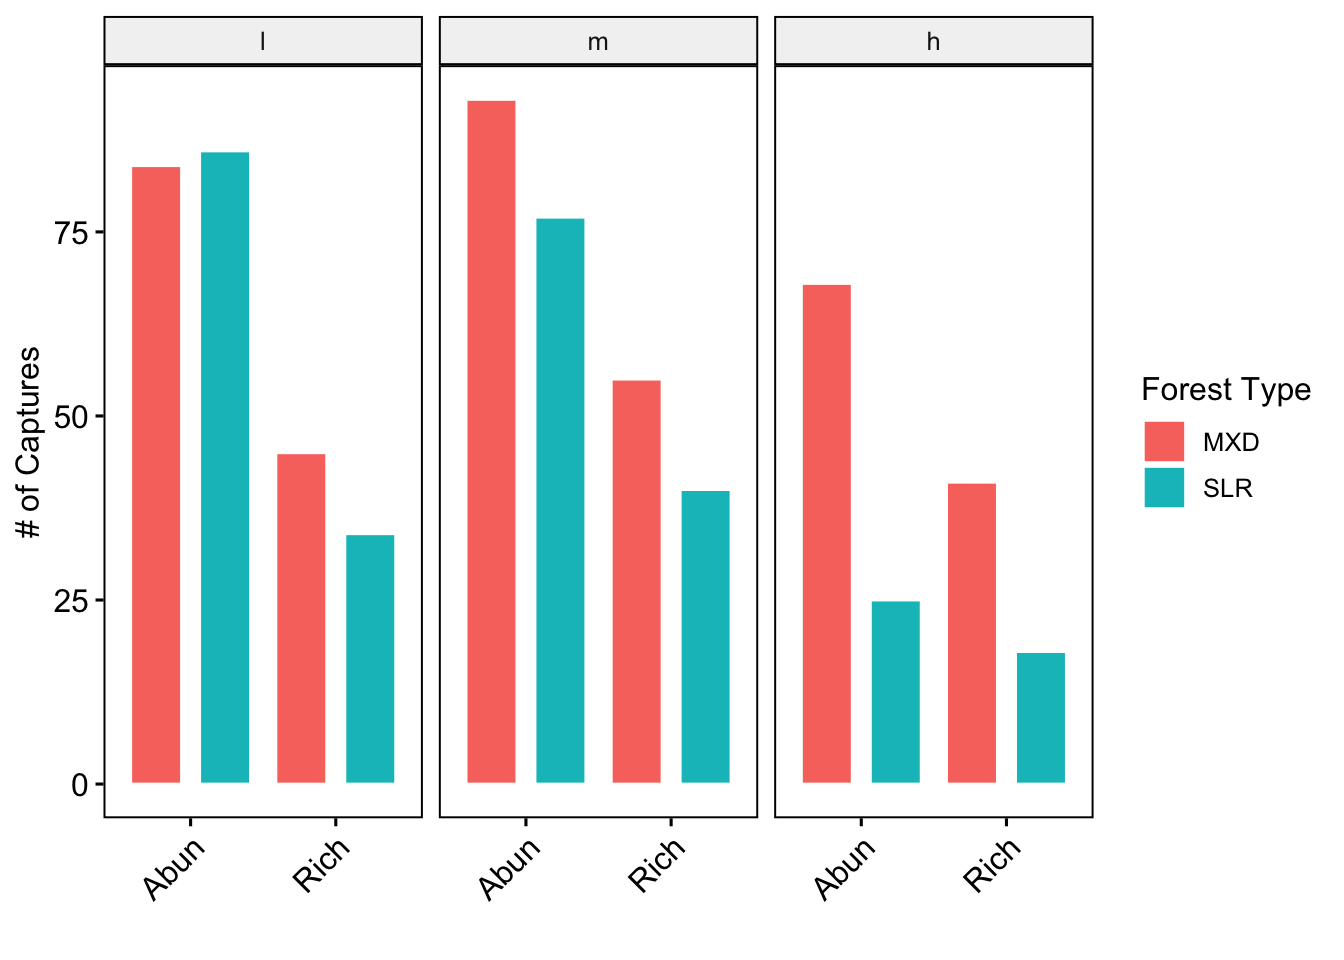 l
m
h
# of Captures
75
50
25
0
Abun
Rich
Abun
Rich
Abun
Rich
Forest Type
MXD
SLR